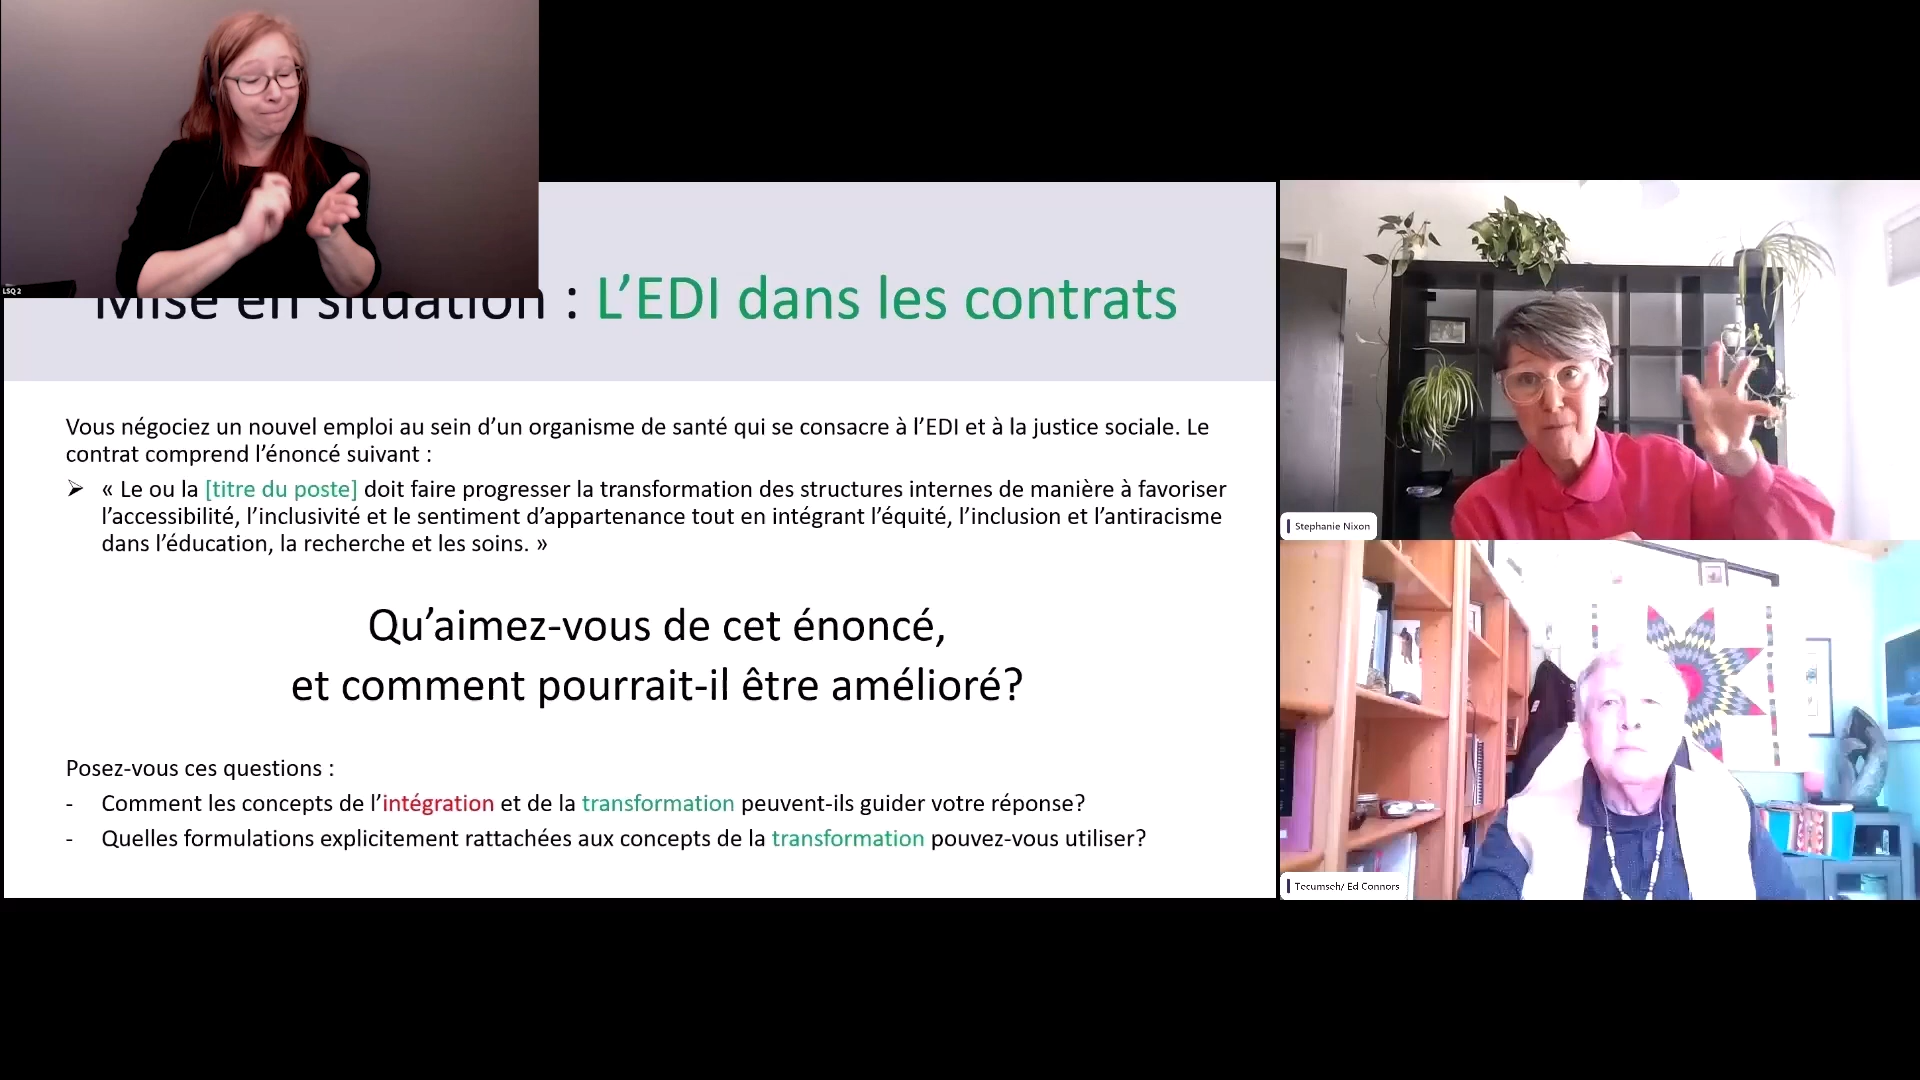 LSQ 2
Mise en situation : L’EDI dans les contrats
Vous négociez un nouvel emploi au sein d’un organisme de santé qui se consacre à l’EDI et à la justice sociale. Le
contrat comprend l’énoncé suivant :
➢ « Le ou la [titre du poste] doit faire progresser la transformation des structures internes de manière à favoriser
l’accessibilité, l’inclusivité et le sentiment d’appartenance tout en intégrant l’équité, l’inclusion et l’antiracisme
dans l’éducation, la recherche et les soins. »
Qu’aimez-vous de cet énoncé,
et comment pourrait-il être amélioré?
Posez-vous ces questions :
- Comment les concepts de l’intégration et de la transformation peuvent-ils guider votre réponse?
- Quelles formulations explicitement rattachées aux concepts de la transformation pouvez-vous utiliser?
Stephanie Nixon
Tecumseh/ Ed Connors